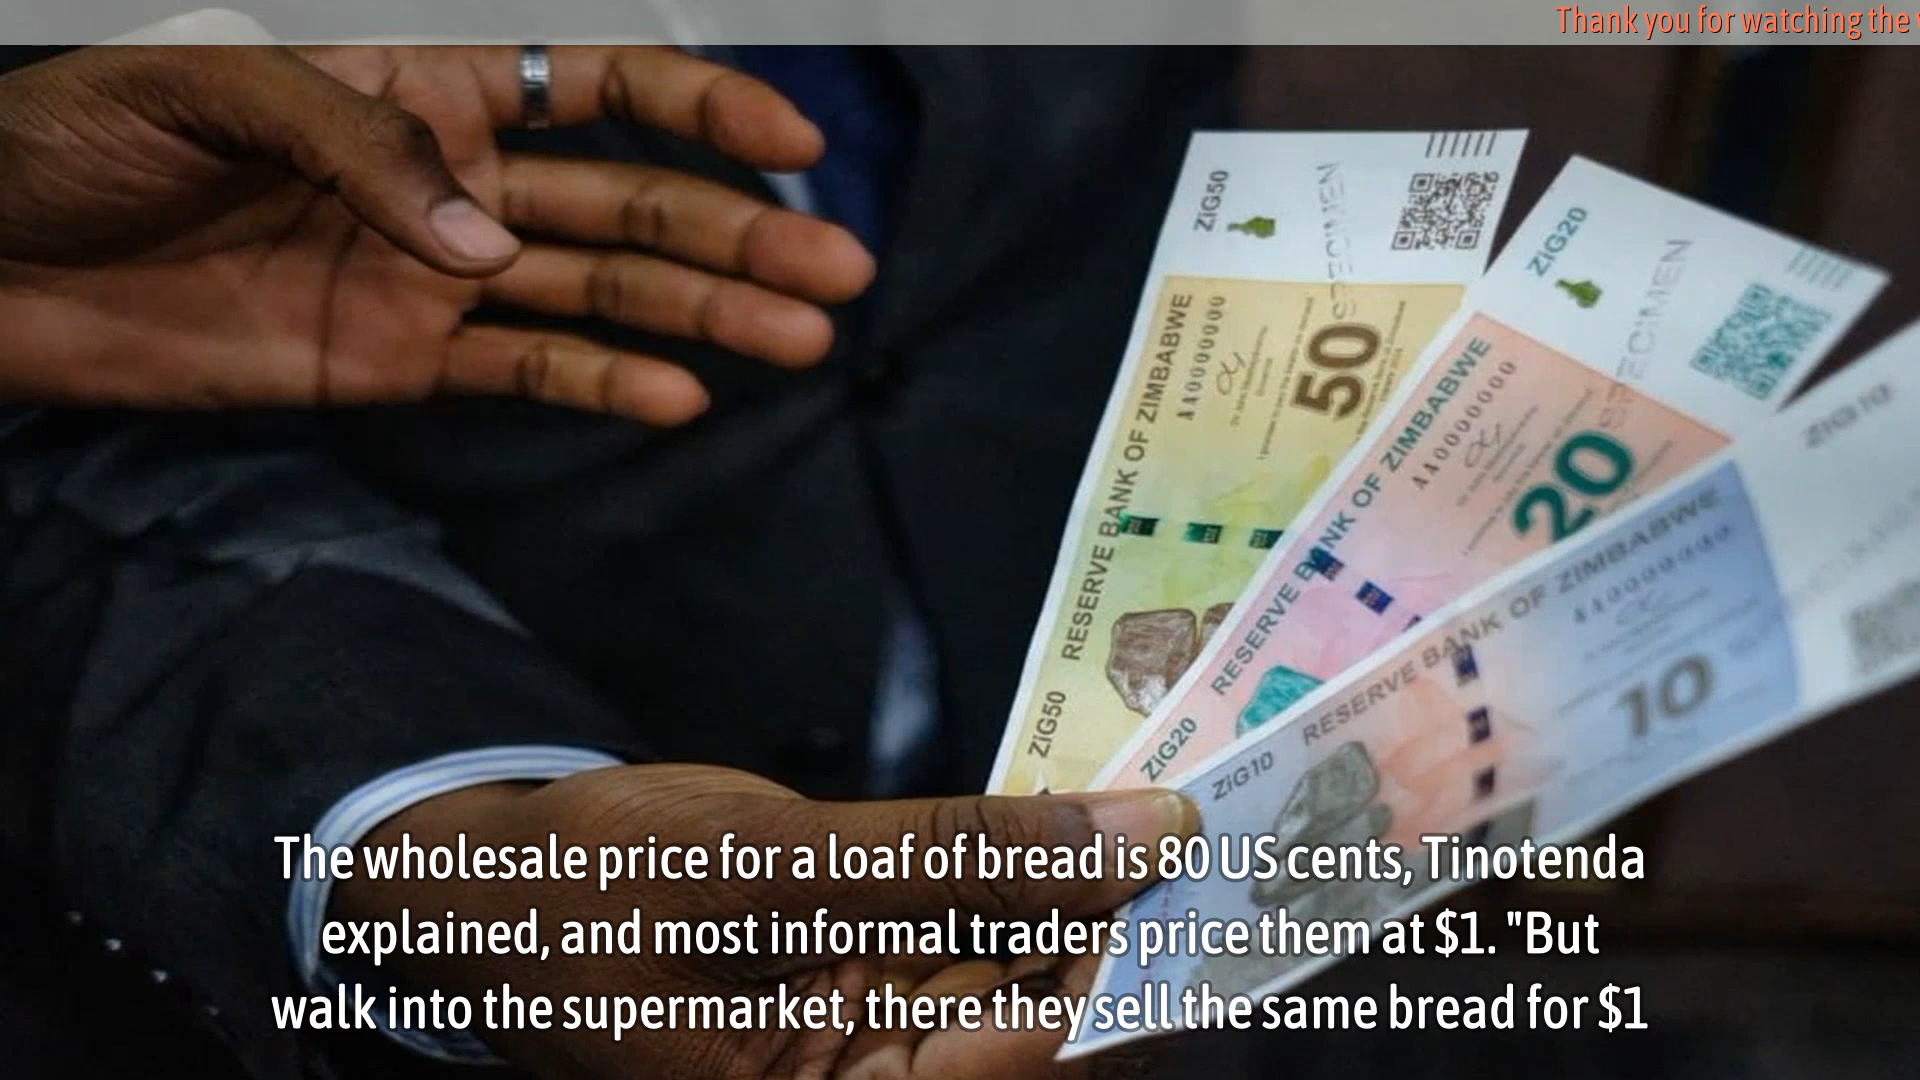 Thank you for watching the
ZiG50
SPECIMEN
RESERVE BANK OF ZIMBABWE
AA0000000
50
ZiG50
ZiG20
SPECIMEN
RESERVE BANK OF ZIMBABWE
AA0000000
20
ZiG20
ZiG10
RESERVE BANK OF ZIMBABWE
AA0000000
10
ZiG10
The wholesale price for a loaf of bread is 80 US cents, Tinotenda
explained, and most informal traders price them at $1. "But
walk into the supermarket, there they sell the same bread for $1